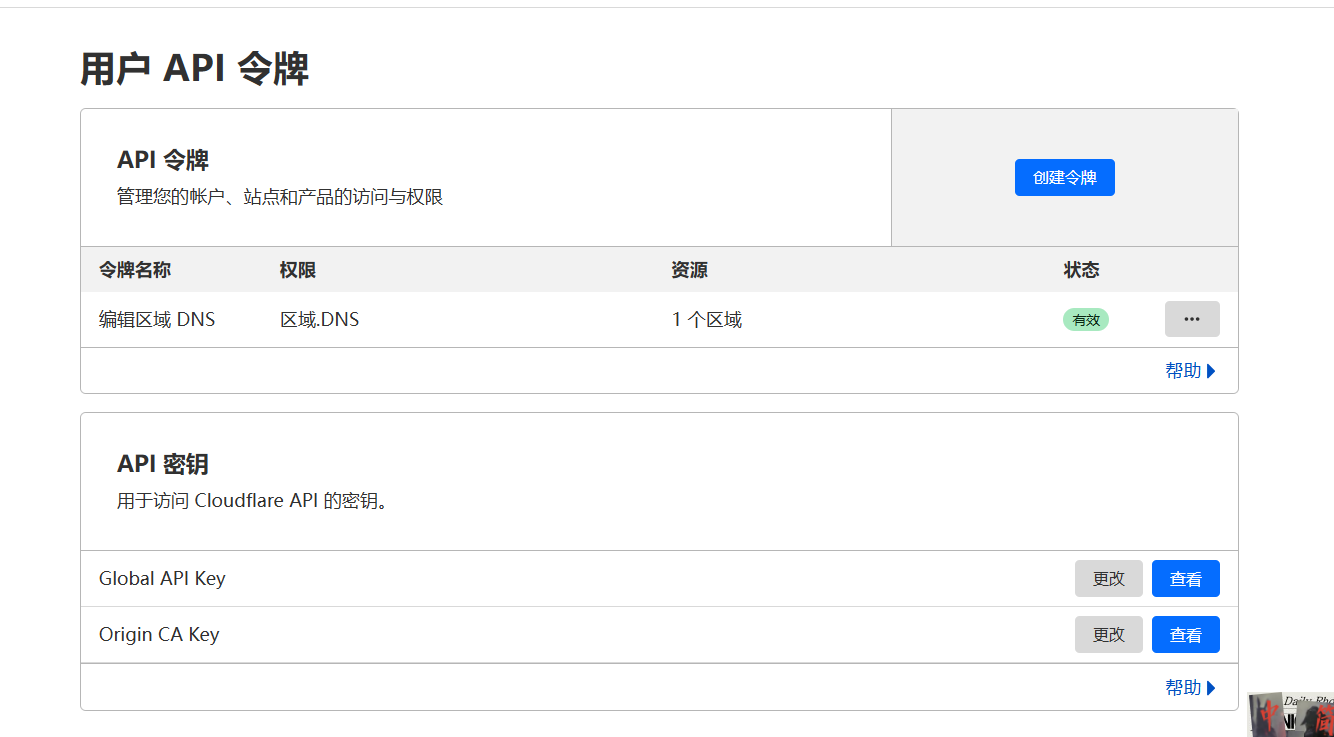 用户 API 令牌
API 令牌
管理您的帐户、站点和产品的访问与权限
创建令牌
令牌名称 权限 资源 状态
编辑区域 DNS 区域.DNS 1 个区域 有效 ···
帮助
API 密钥
用于访问 Cloudflare API 的密钥。
Global API Key 更改 查看
Origin CA Key 更改 查看
帮助
Daily
中 简